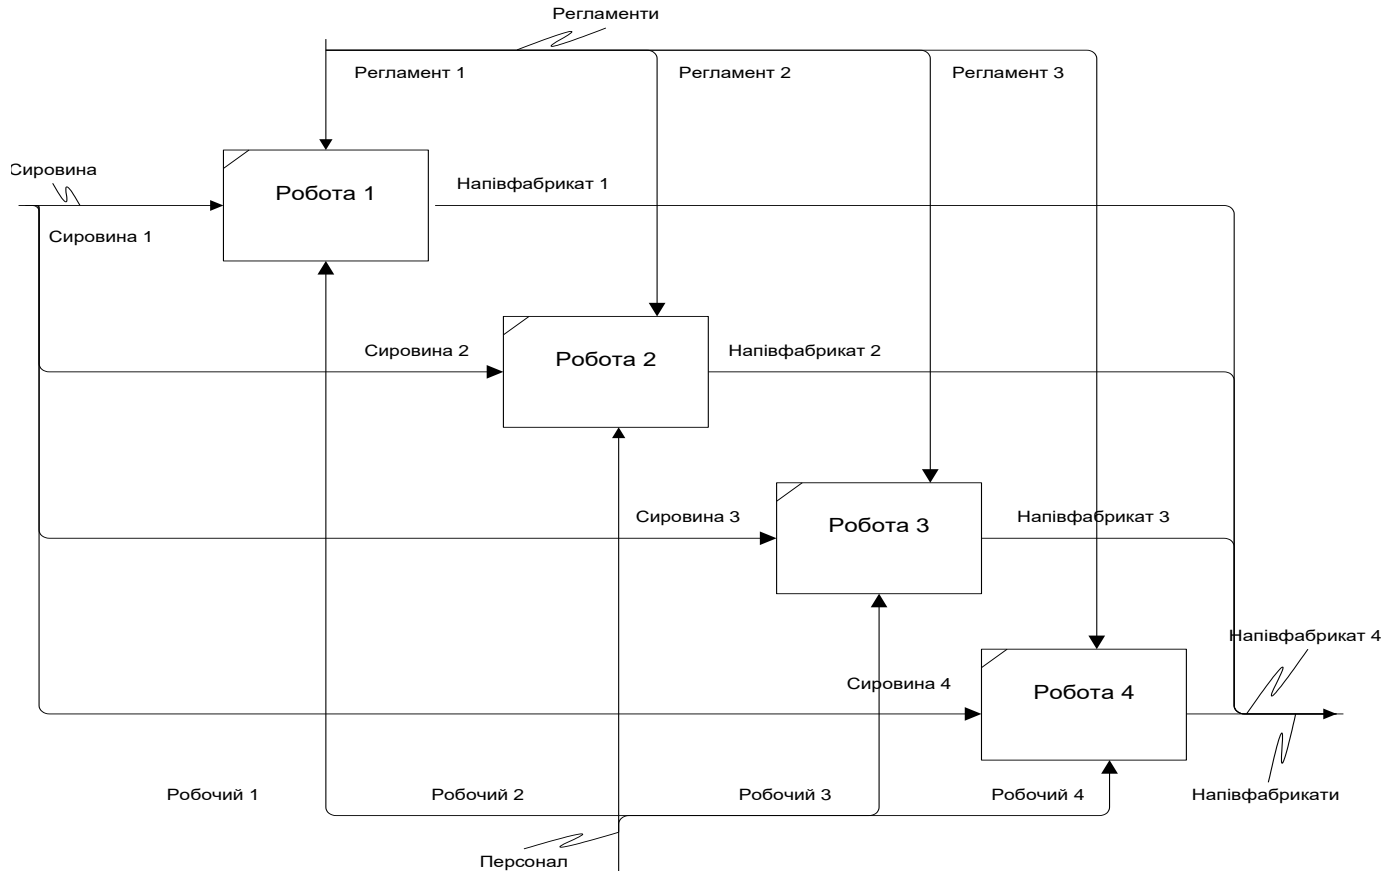 Регламенти
Регламент 1
Регламент 2
Регламент 3
Сировина
Робота 1
Напівфабрикат 1
Сировина 1
Сировина 2
Робота 2
Напівфабрикат 2
Сировина 3
Робота 3
Напівфабрикат 3
Напівфабрикат 4
Сировина 4
Робота 4
Робочий 1
Робочий 2
Робочий 3
Робочий 4
Напівфабрикати
Персонал